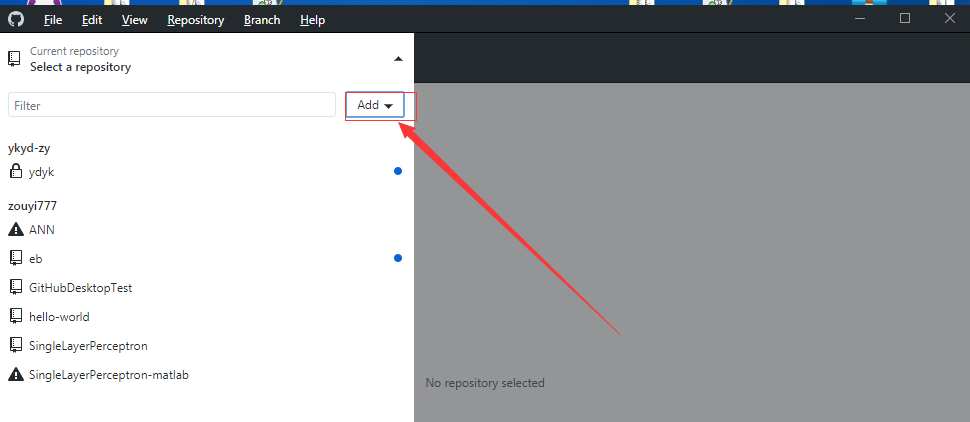 File Edit View Repository Branch Help
Current repository
Select a repository
Filter
Add
ykyd-zy
ydyk
zouyi777
ANN
eb
GitHubDesktopTest
hello-world
SingleLayerPerceptron
SingleLayerPerceptron-matlab
No repository selected